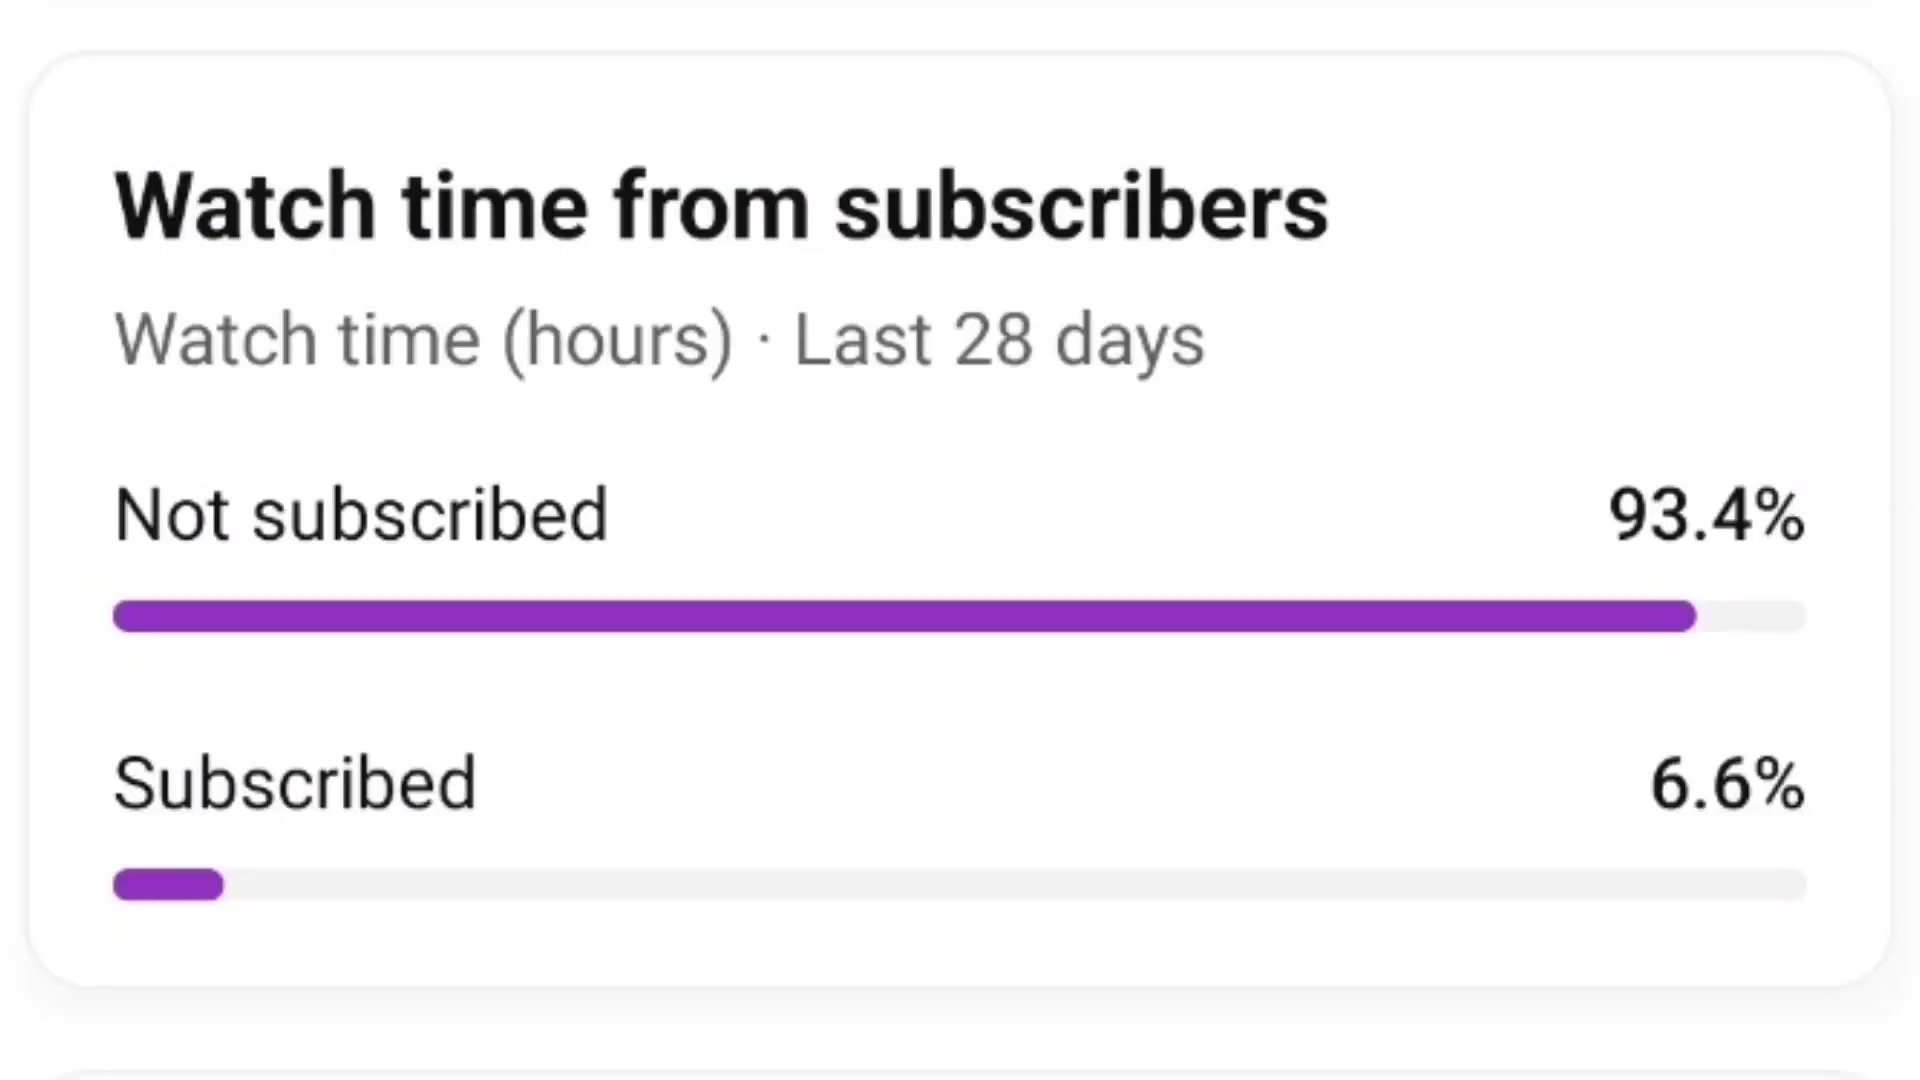 Watch time from subscribers
Watch time (hours) · Last 28 days
Not subscribed 93.4%
Subscribed 6.6%